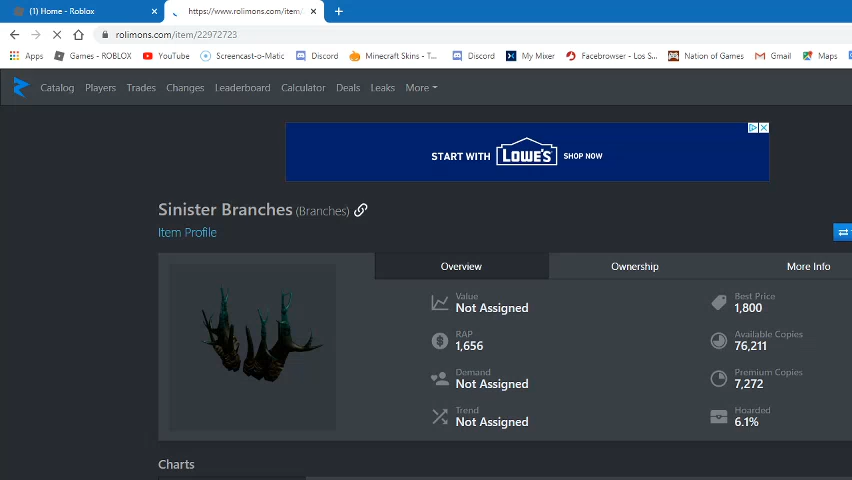 (1) Home - Roblox
https://www.rolimons.com/item/
rolimons.com/item/22972723
Apps Games - ROBLOX YouTube Screencast-o-Matic Discord Minecraft Skins - T... Discord My Mixer Facebrowser - Los S... Nation of Games Gmail Maps
Catalog Players Trades Changes Leaderboard Calculator Deals Leaks More
START WITH LOWE'S SHOP NOW
Sinister Branches (Branches)
Item Profile
Overview Ownership More Info
Value
Not Assigned
Best Price
1,800
RAP
1,656
Available Copies
76,211
Demand
Not Assigned
Premium Copies
7,272
Trend
Not Assigned
Hoarded
6.1%
Charts